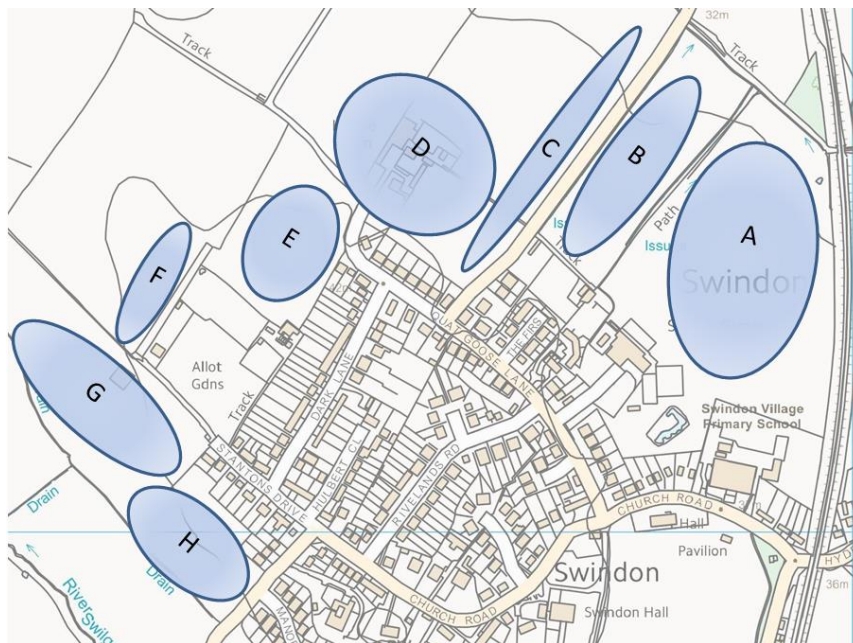 32m
Track
Track
D
C
B
Path
A
Issu
Swindon
E
Track
F
QUAT GOOSE LANE
THE FIRS
Allot
Gdns
DARK LANE
G
Track
Swindon Village
Primary School
HULBERT CL
RIVELANDS RD
STANTONS DRIVE
Drain
CHURCH ROAD
H
Hall
Pavilion
Swindon
Drain
CHURCH ROAD
36m
River
Swindon Hall